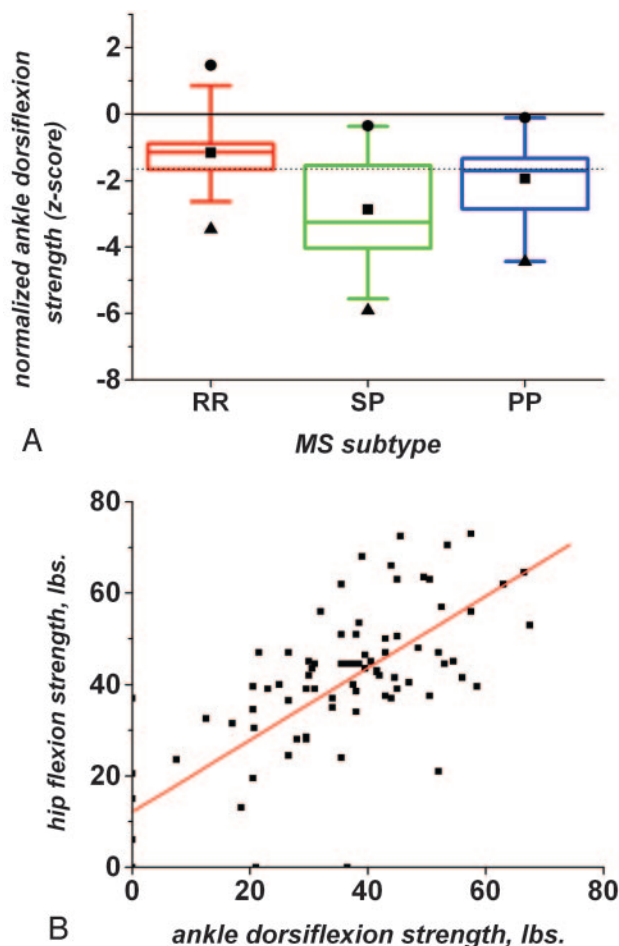 normalized ankle dorsiflexion
strength (z-score)
2
0
-2
-4
-6
-8
RR SP PP
MS subtype
A
hip flexion strength, lbs.
80
60
40
20
0
0 20 40 60 80
ankle dorsiflexion strength, lbs.
B